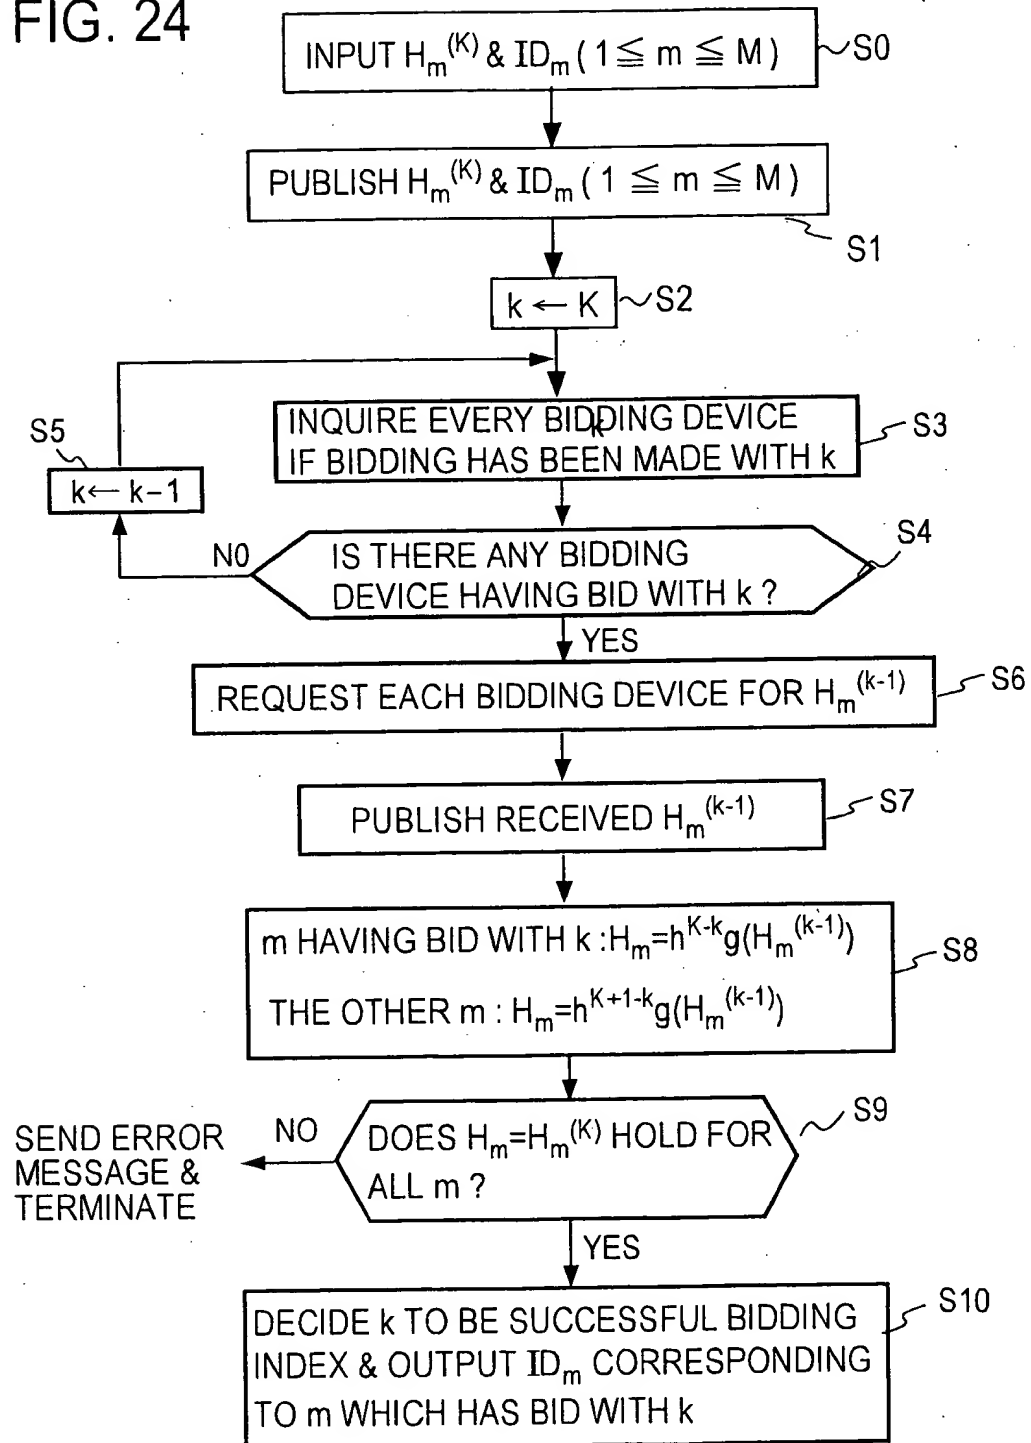 FIG. 24
INPUT Hm(K) & IDm ( 1 ≦ m ≦ M )
S0
PUBLISH Hm(K) & IDm ( 1 ≦ m ≦ M )
S1
k ← K
S2
INQUIRE EVERY BIDDING DEVICE
IF BIDDING HAS BEEN MADE WITH k
S3
S5
k ← k-1
NO
IS THERE ANY BIDDING
DEVICE HAVING BID WITH k ?
S4
YES
REQUEST EACH BIDDING DEVICE FOR Hm(k-1)
S6
PUBLISH RECEIVED Hm(k-1)
S7
m HAVING BID WITH k : Hm=hK-kg(Hm(k-1))
THE OTHER m : Hm=hK+1-kg(Hm(k-1))
S8
DOES Hm=Hm(K) HOLD FOR
ALL m ?
S9
NO
SEND ERROR
MESSAGE &
TERMINATE
YES
DECIDE k TO BE SUCCESSFUL BIDDING
INDEX & OUTPUT IDm CORRESPONDING
TO m WHICH HAS BID WITH k
S10